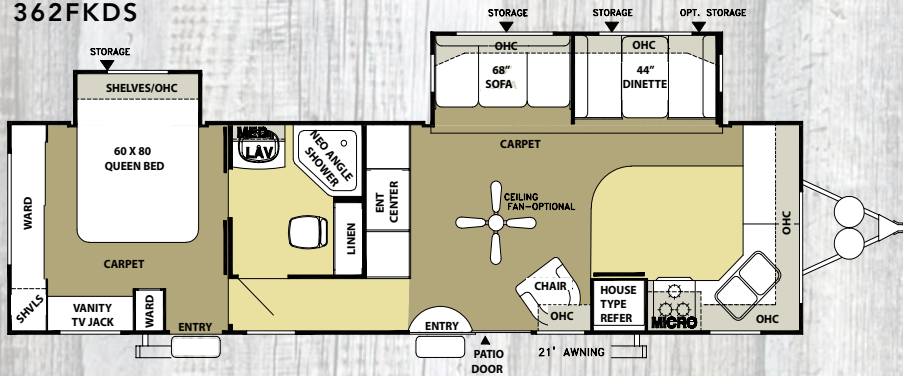 362FKDS
STORAGE
STORAGE
STORAGE
OPT. STORAGE
SHELVES/OHC
OHC
OHC
68"
SOFA
44"
DINETTE
60 X 80
QUEEN BED
MED.
LAV
NEO ANGLE
SHOWER
CARPET
WARD
ENT
CENTER
CEILING
FAN-OPTIONAL
OHC
LINEN
CARPET
CHAIR
HOUSE
TYPE
REFER
SHVLS
VANITY
TV JACK
WARD
ENTRY
ENTRY
OHC
MICRO
OHC
PATIO
DOOR
21' AWNING